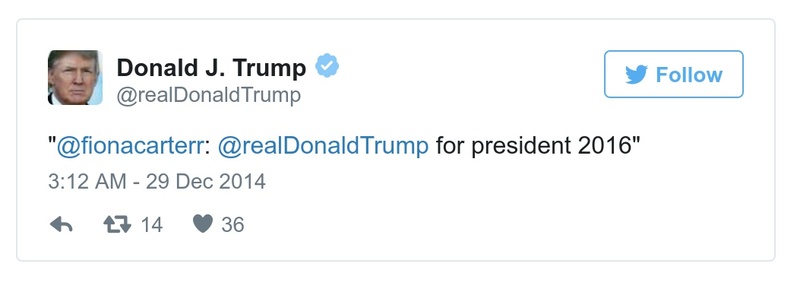 Donald J. Trump
@realDonaldTrump
Follow
"@fionacarterr: @realDonaldTrump for president 2016"
3:12 AM - 29 Dec 2014
14 36